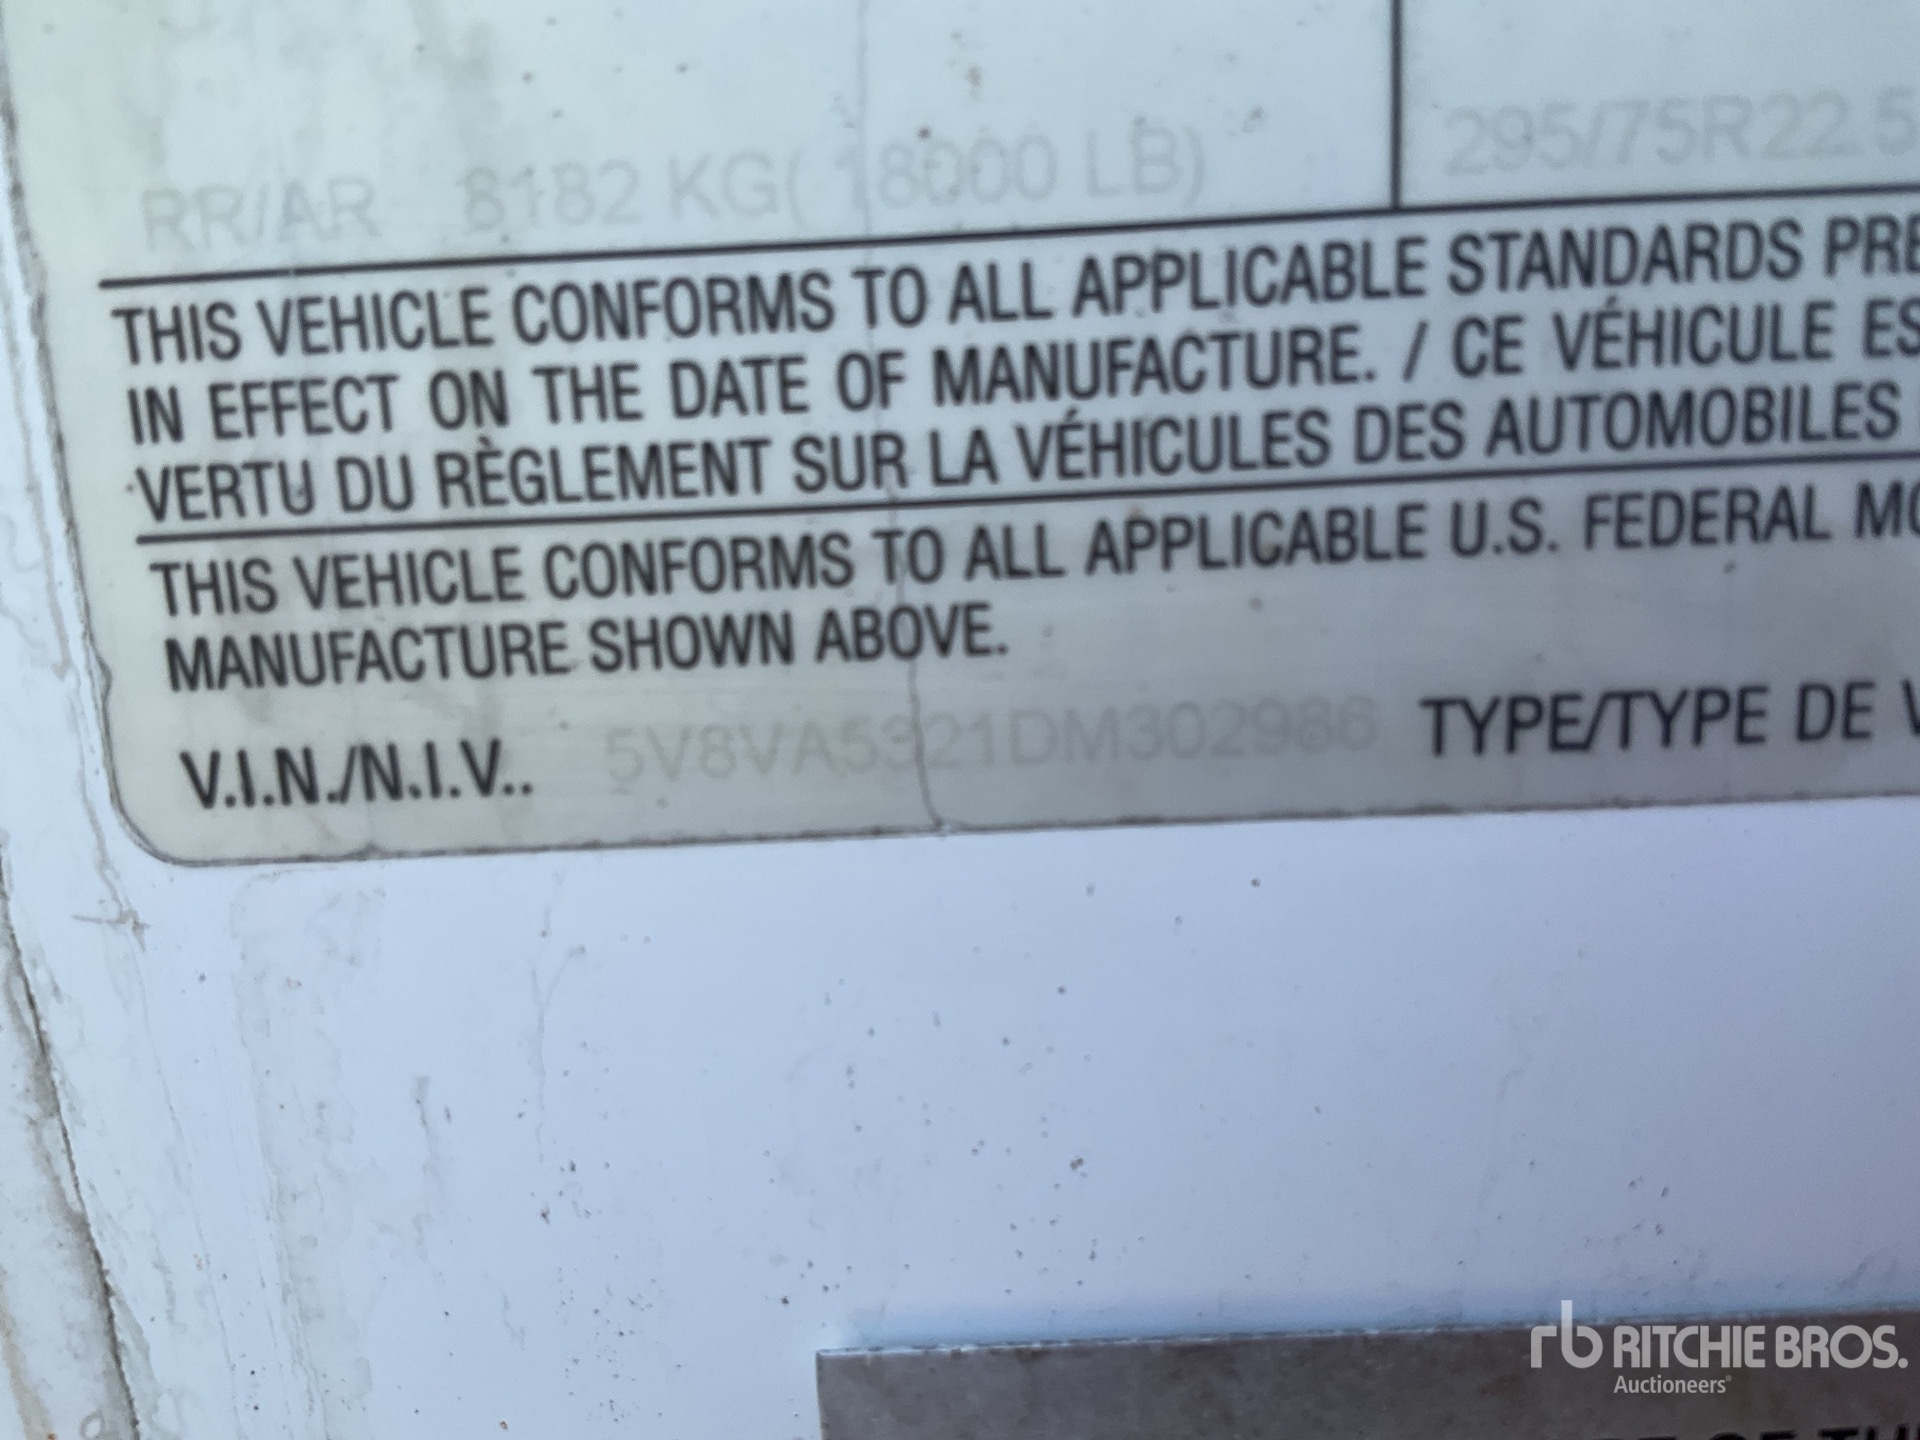 RR/AR 8182 KG( 18000 LB) 295/75R22.5
THIS VEHICLE CONFORMS TO ALL APPLICABLE STANDARDS PRE
IN EFFECT ON THE DATE OF MANUFACTURE. / CE VÉHICULE ES
VERTU DU RÈGLEMENT SUR LA VÉHICULES DES AUTOMOBILES
THIS VEHICLE CONFORMS TO ALL APPLICABLE U.S. FEDERAL MO
MANUFACTURE SHOWN ABOVE.
V.I.N./N.I.V.. 5V8VA5321DM302986 TYPE/TYPE DE V
rb RITCHIE BROS.
Auctioneers